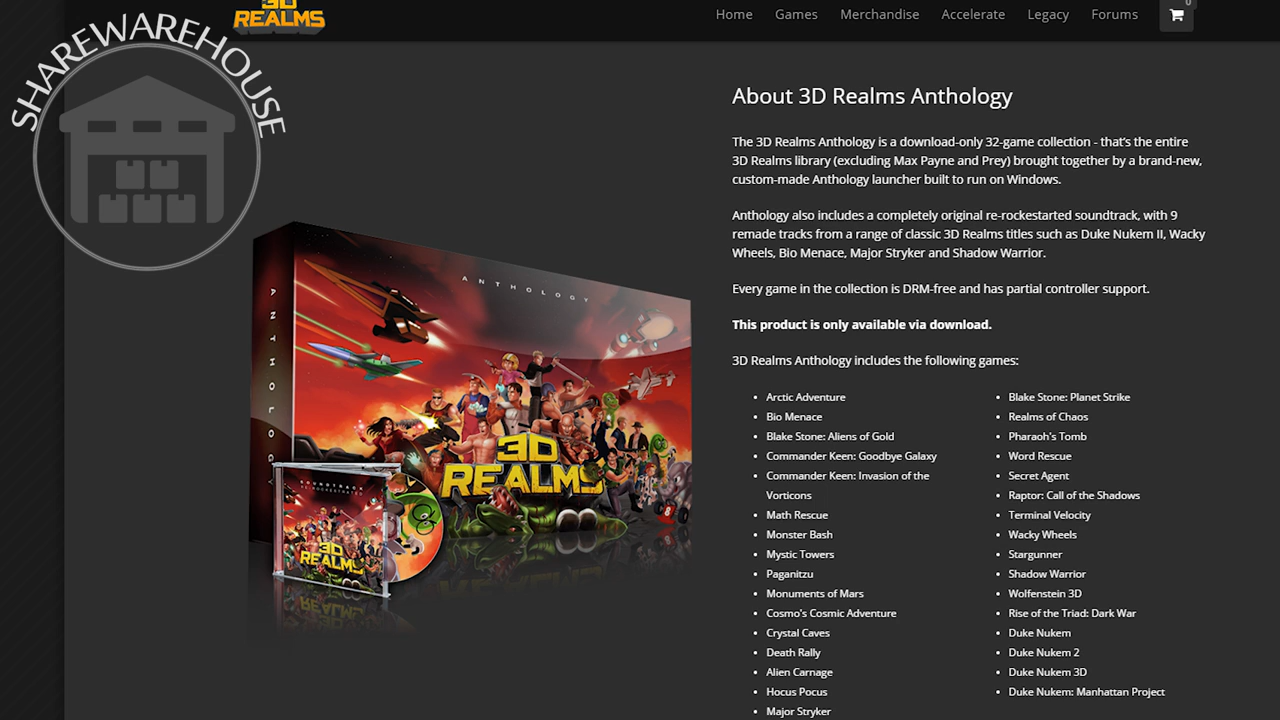 3D
REALMS
Home Games Merchandise Accelerate Legacy Forums 0
SHAREWAREHOUSE
About 3D Realms Anthology
The 3D Realms Anthology is a download-only 32-game collection - that's the entire
3D Realms library (excluding Max Payne and Prey) brought together by a brand-new,
custom-made Anthology launcher built to run on Windows.
Anthology also includes a completely original re-rockestarted soundtrack, with 9
remade tracks from a range of classic 3D Realms titles such as Duke Nukem II, Wacky
Wheels, Bio Menace, Major Stryker and Shadow Warrior.
Every game in the collection is DRM-free and has partial controller support.
This product is only available via download.
3D Realms Anthology includes the following games:
• Arctic Adventure
• Bio Menace
• Blake Stone: Aliens of Gold
• Commander Keen: Goodbye Galaxy
• Commander Keen: Invasion of the
Vorticons
• Math Rescue
• Monster Bash
• Mystic Towers
• Paganitzu
• Monuments of Mars
• Cosmo's Cosmic Adventure
• Crystal Caves
• Death Rally
• Alien Carnage
• Hocus Pocus
• Major Stryker
• Blake Stone: Planet Strike
• Realms of Chaos
• Pharaoh's Tomb
• Word Rescue
• Secret Agent
• Raptor: Call of the Shadows
• Terminal Velocity
• Wacky Wheels
• Stargunner
• Shadow Warrior
• Wolfenstein 3D
• Rise of the Triad: Dark War
• Duke Nukem
• Duke Nukem 2
• Duke Nukem 3D
• Duke Nukem: Manhattan Project
ANTHOLOGY
ANTHOLOGY
3D
REALMS
8
SOUNDTRACK
3D
REALMS